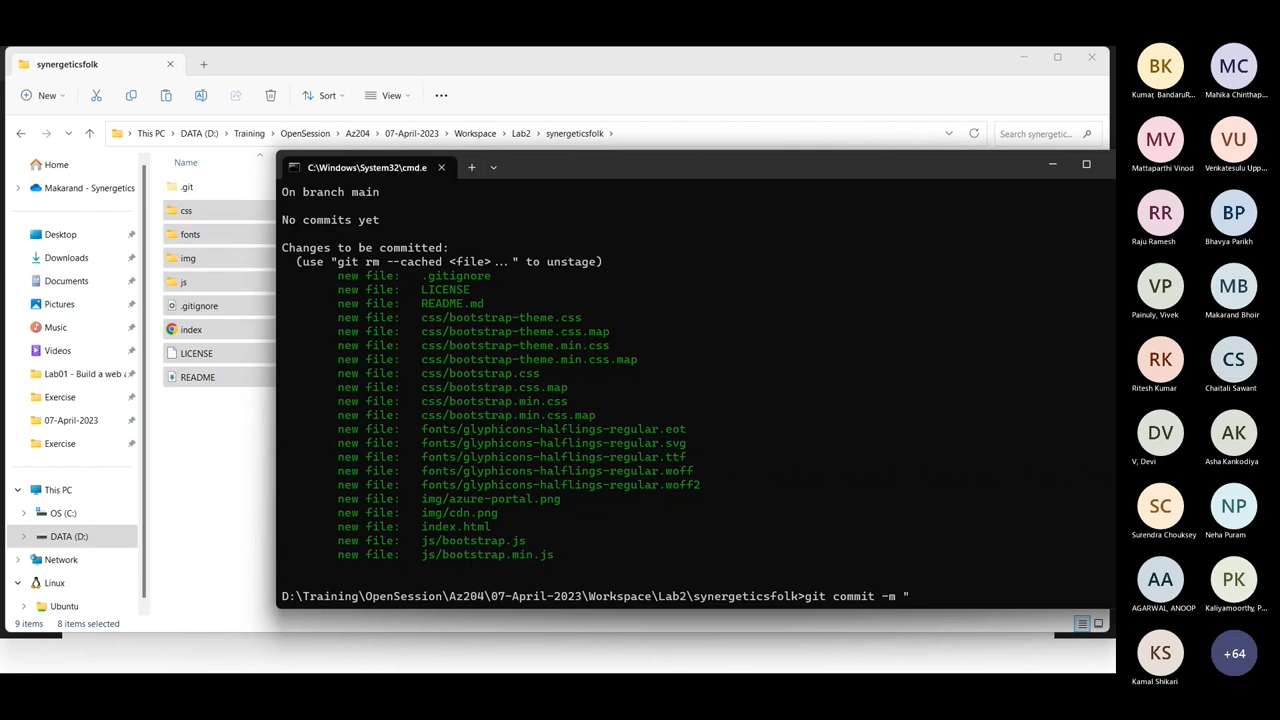 synergeticsfolk
New
Sort
View
This PC
DATA (D:)
Training
OpenSession
Az204
07-April-2023
Workspace
Lab2
synergeticsfolk
Search synergetic...
Home
Makarand - Synergetics
Desktop
Downloads
Documents
Pictures
Music
Videos
Lab01 - Build a web a
Exercise
07-April-2023
Exercise
This PC
OS (C:)
DATA (D:)
Network
Linux
Ubuntu
9 items
8 items selected
Name
.git
css
fonts
img
js
.gitignore
index
LICENSE
README
C:\Windows\System32\cmd.e
On branch main
No commits yet
Changes to be committed:
(use "git rm --cached <file>..." to unstage)
new file: .gitignore
new file: LICENSE
new file: README.md
new file: css/bootstrap-theme.css
new file: css/bootstrap-theme.css.map
new file: css/bootstrap-theme.min.css
new file: css/bootstrap-theme.min.css.map
new file: css/bootstrap.css
new file: css/bootstrap.css.map
new file: css/bootstrap.min.css
new file: css/bootstrap.min.css.map
new file: fonts/glyphicons-halflings-regular.eot
new file: fonts/glyphicons-halflings-regular.svg
new file: fonts/glyphicons-halflings-regular.ttf
new file: fonts/glyphicons-halflings-regular.woff
new file: fonts/glyphicons-halflings-regular.woff2
new file: img/azure-portal.png
new file: img/cdn.png
new file: index.html
new file: js/bootstrap.js
new file: js/bootstrap.min.js
D:\Training\OpenSession\Az204\07-April-2023\Workspace\Lab2\synergeticsfolk>git commit -m "
BK
Kumar, BandaruR...
MC
Mahika Chinthap...
MV
Mattaparthi Vinod
VU
Venkatesulu Upp...
RR
Raju Ramesh
BP
Bhavya Parikh
VP
Painuly, Vivek
MB
Makarand Bhoir
RK
Ritesh Kumar
CS
Chaitali Sawant
DV
V, Devi
AK
Asha Kankodiya
SC
Surendra Chouksey
NP
Neha Puram
AA
AGARWAL, ANOOP
PK
Kaliyamoorthy, P...
KS
Kamal Shikari
+64